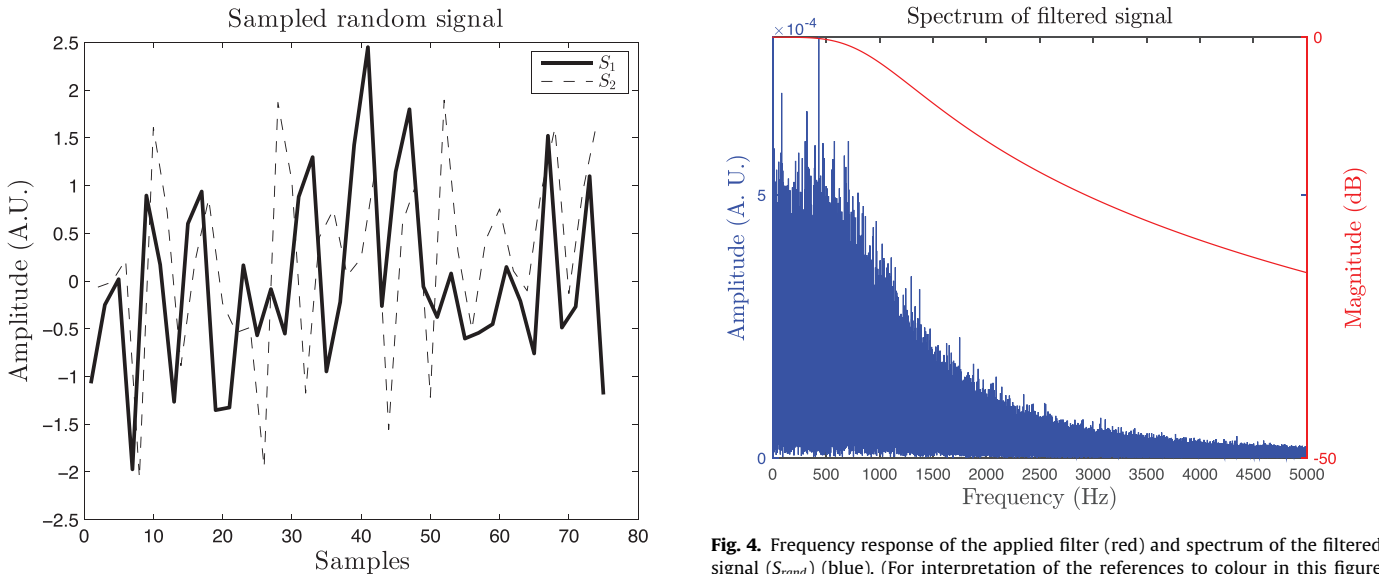 Sampled random signal
2.5
2
1.5
1
0.5
0
−0.5
−1
−1.5
−2
−2.5
Amplitude (A.U.)
S1
S2
0 10 20 30 40 50 60 70 80
Samples
Spectrum of filtered signal
×10-4
5
0
Amplitude (A. U.)
0
-50
Magnitude (dB)
0 500 1000 1500 2000 2500 3000 3500 4000 4500 5000
Frequency (Hz)
Fig. 4. Frequency response of the applied filter (red) and spectrum of the filtered
signal (Srand) (blue). (For interpretation of the references to colour in this figure